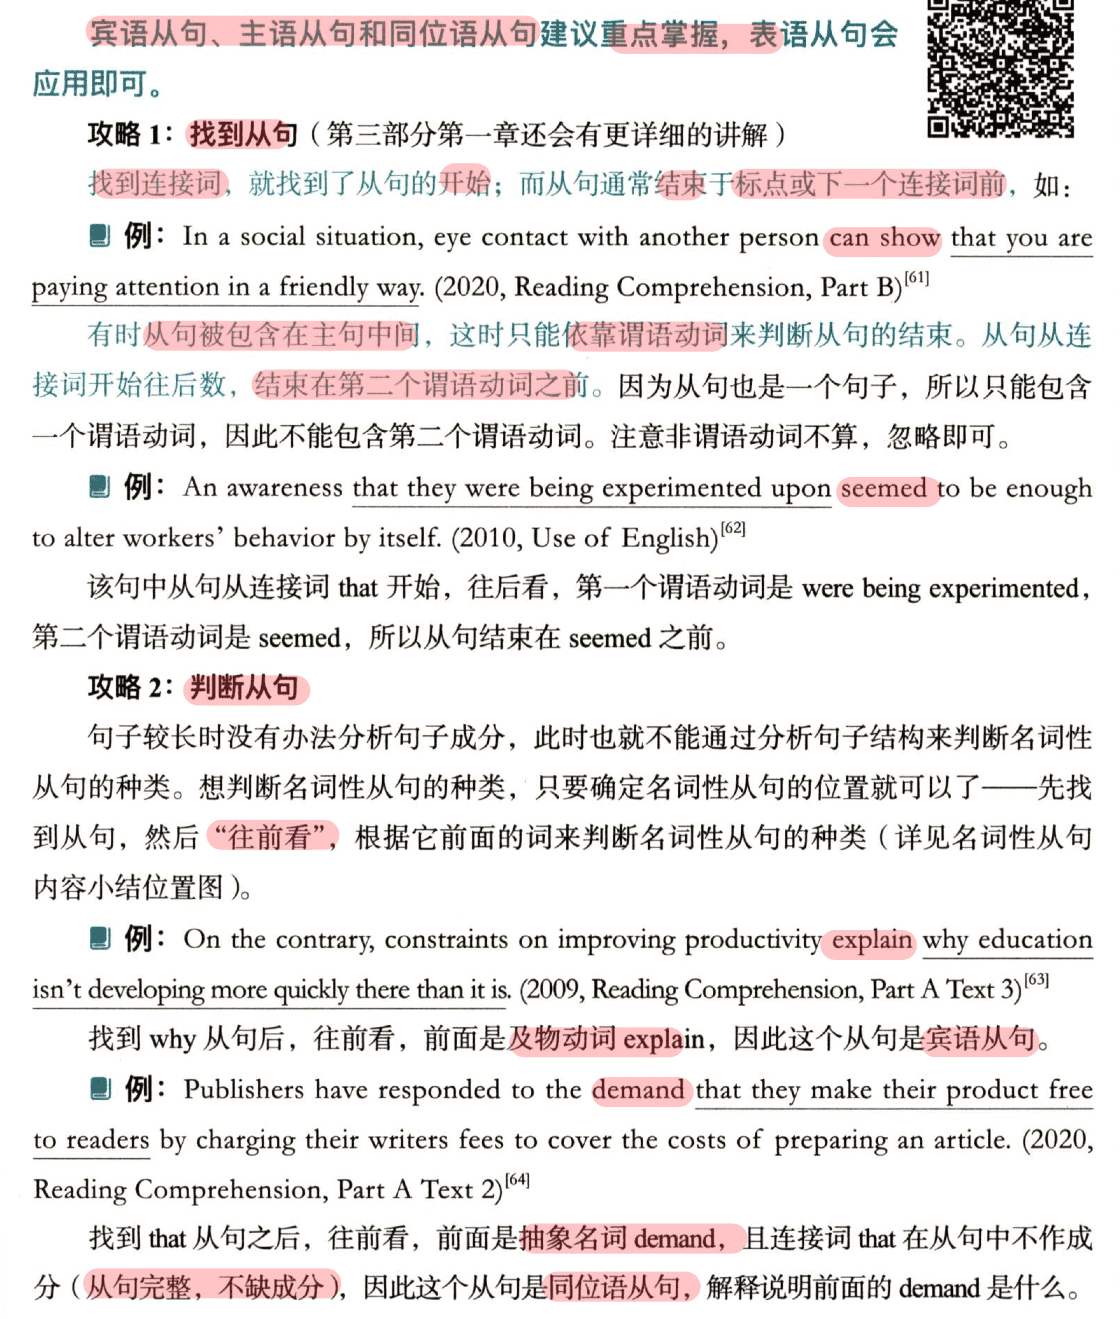 宾语从句、主语从句和同位语从句建议重点掌握，表语从句会
应用即可。
攻略 1：找到从句（第三部分第一章还会有更详细的讲解）
找到连接词，就找到了从句的开始；而从句通常结束于标点或下一个连接词前，如：
例：In a social situation, eye contact with another person can show that you are
paying attention in a friendly way. (2020, Reading Comprehension, Part B)[61]
有时从句被包含在主句中间，这时只能依靠谓语动词来判断从句的结束。从句从连
接词开始往后数，结束在第二个谓语动词之前。因为从句也是一个句子，所以只能包含
一个谓语动词，因此不能包含第二个谓语动词。注意非谓语动词不算，忽略即可。
例：An awareness that they were being experimented upon seemed to be enough
to alter workers’ behavior by itself. (2010, Use of English)[62]
该句中从句从连接词 that 开始，往后看，第一个谓语动词是 were being experimented，
第二个谓语动词是 seemed，所以从句结束在 seemed 之前。
攻略 2：判断从句
句子较长时没有办法分析句子成分，此时也就不能通过分析句子结构来判断名词性
从句的种类。想判断名词性从句的种类，只要确定名词性从句的位置就可以了——先找
到从句，然后“往前看”，根据它前面的词来判断名词性从句的种类（详见名词性从句
内容小结位置图）。
例：On the contrary, constraints on improving productivity explain why education
isn’t developing more quickly there than it is. (2009, Reading Comprehension, Part A Text 3)[63]
找到 why 从句后，往前看，前面是及物动词 explain，因此这个从句是宾语从句。
例：Publishers have responded to the demand that they make their product free
to readers by charging their writers fees to cover the costs of preparing an article. (2020,
Reading Comprehension, Part A Text 2)[64]
找到 that 从句之后，往前看，前面是抽象名词 demand，且连接词 that 在从句中不作成
分（从句完整，不缺成分），因此这个从句是同位语从句，解释说明前面的 demand 是什么。